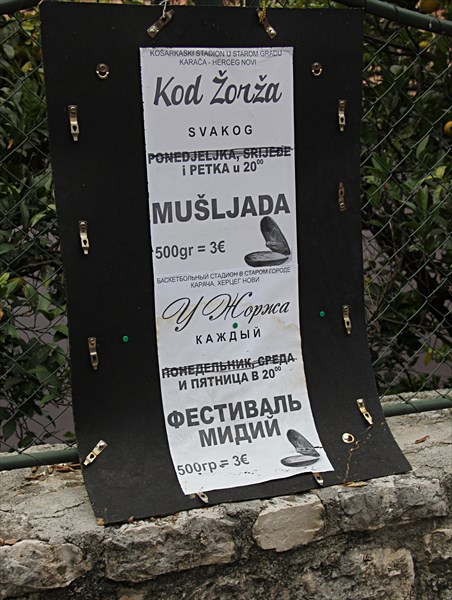 KOŠARKAŠKI STADION U STAROM GRADU
KARAČA - HERCEG NOVI
Kod Žorža
SVAKOG
PONEDJELJKA, SRIJEDE
i PETKA u 20⁰⁰
MUŠLJADA
500gr = 3€
БАСКЕТБОЛЬНЫЙ СТАДИОН В СТАРОМ ГОРОДЕ
КАРАЧА. ХЕРЦЕГ НОВИ
У Жоржа
КАЖДЫЙ
ПОНЕДЕЛЬНИК, СРЕДА
И ПЯТНИЦА В 20⁰⁰
ФЕСТИВАЛЬ
МИДИЙ
500гр = 3€